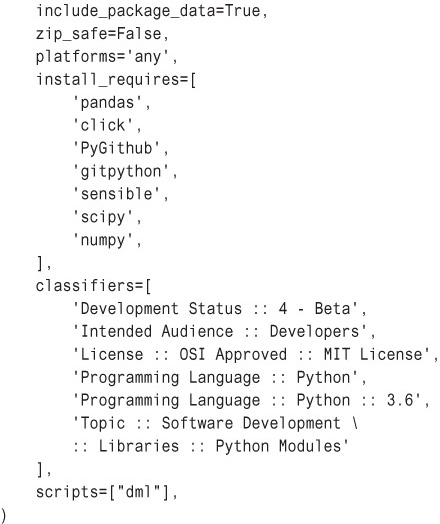 include_package_data=True,
    zip_safe=False,
    platforms='any',
    install_requires=[
        'pandas',
        'click',
        'PyGithub',
        'gitpython',
        'sensible',
        'scipy',
        'numpy',
    ],
    classifiers=[
        'Development Status :: 4 - Beta',
        'Intended Audience :: Developers',
        'License :: OSI Approved :: MIT License',
        'Programming Language :: Python',
        'Programming Language :: Python :: 3.6',
        'Topic :: Software Development \
        :: Libraries :: Python Modules'
    ],
    scripts=["dml"],
)